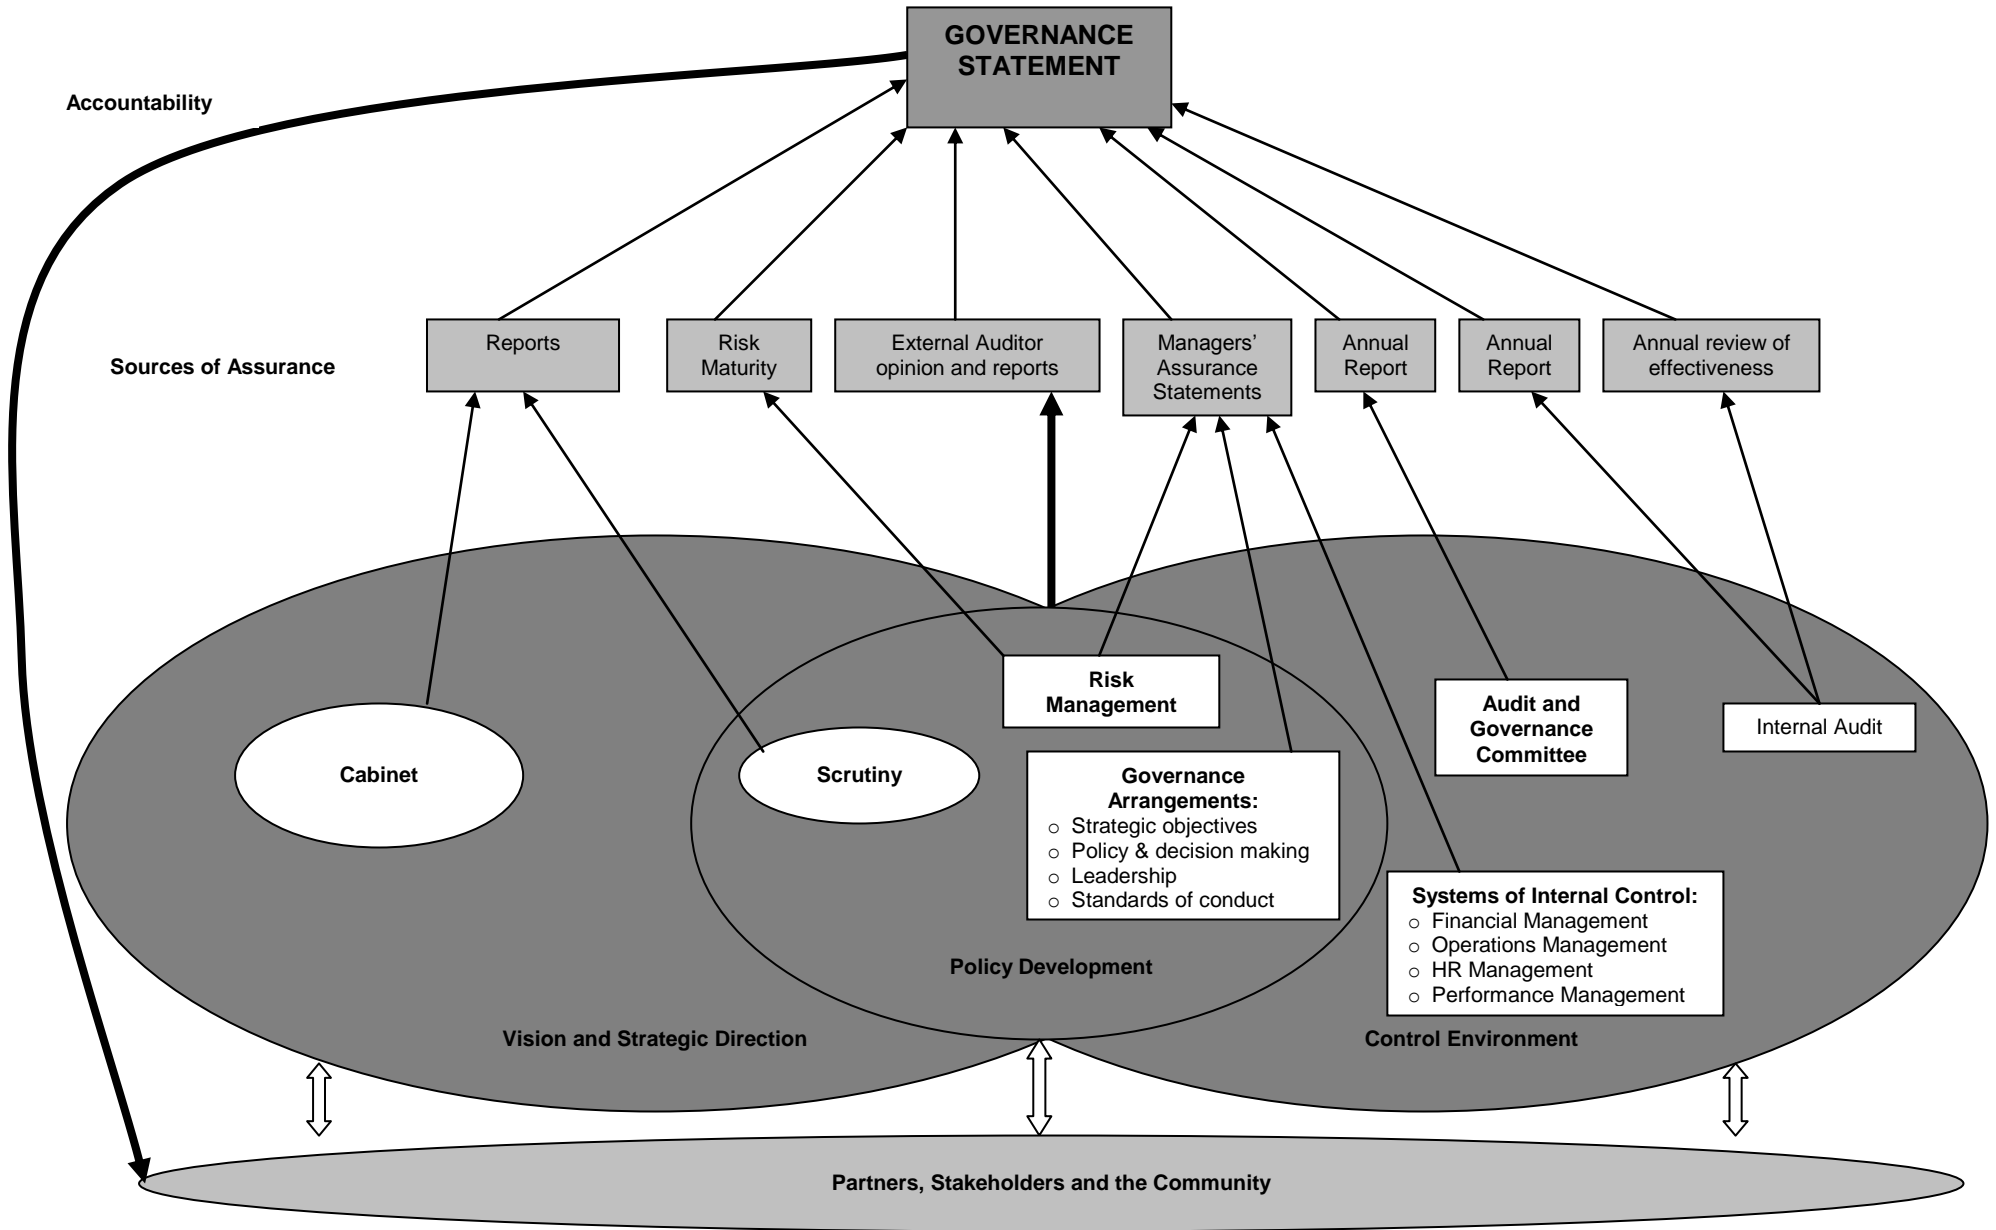 GOVERNANCE
STATEMENT
Accountability
Sources of Assurance
Reports
Risk
Maturity
External Auditor
opinion and reports
Managers’
Assurance
Statements
Annual
Report
Annual
Report
Annual review of
effectiveness
Cabinet
Scrutiny
Risk
Management
Governance
Arrangements:
○ Strategic objectives
○ Policy & decision making
○ Leadership
○ Standards of conduct
Audit and
Governance
Committee
Internal Audit
Systems of Internal Control:
○ Financial Management
○ Operations Management
○ HR Management
○ Performance Management
Policy Development
Vision and Strategic Direction
Control Environment
Partners, Stakeholders and the Community